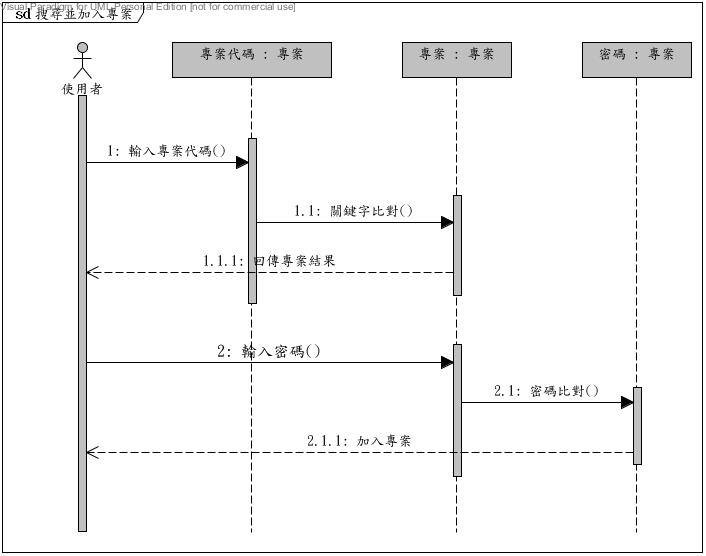 Visual Paradigm for UML Personal Edition [not for commercial use]
sd 搜尋並加入專案
使用者
專案代碼 : 專案
專案 : 專案
密碼 : 專案
1: 輸入專案代碼()
1.1: 關鍵字比對()
1.1.1: 回傳專案結果
2: 輸入密碼()
2.1: 密碼比對()
2.1.1: 加入專案